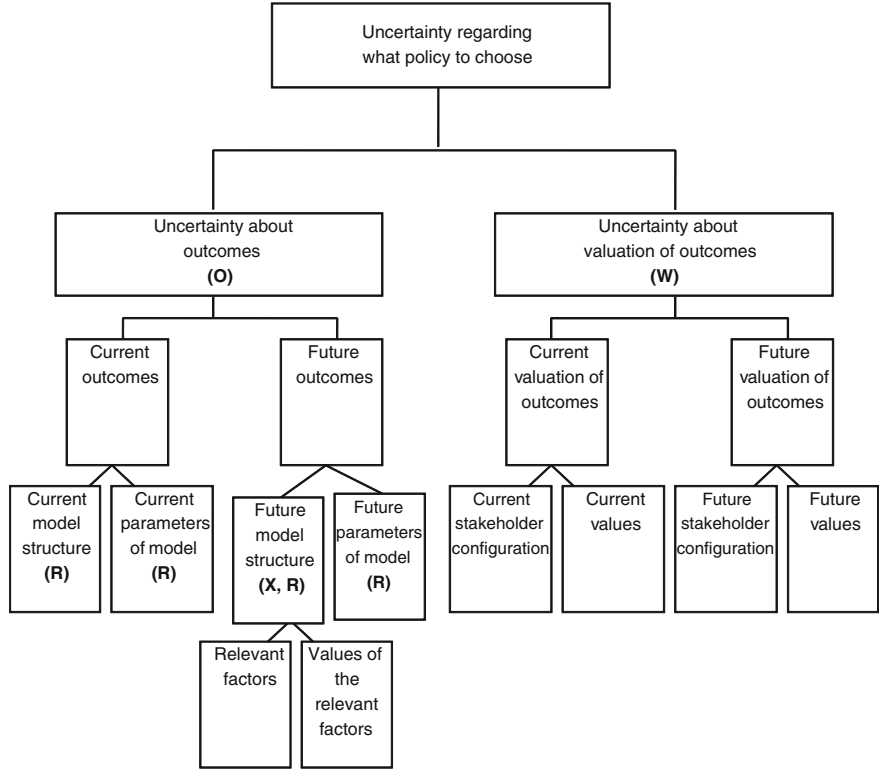 Uncertainty regarding
what policy to choose
Uncertainty about
outcomes
(O)
Uncertainty about
valuation of outcomes
(W)
Current
outcomes
Future
outcomes
Current
valuation of
outcomes
Future
valuation of
outcomes
Current
model
structure
(R)
Current
parameters
of model
(R)
Future
model
structure
(X, R)
Future
parameters
of model
(R)
Current
stakeholder
configuration
Current
values
Future
stakeholder
configuration
Future
values
Relevant
factors
Values of
the
relevant
factors